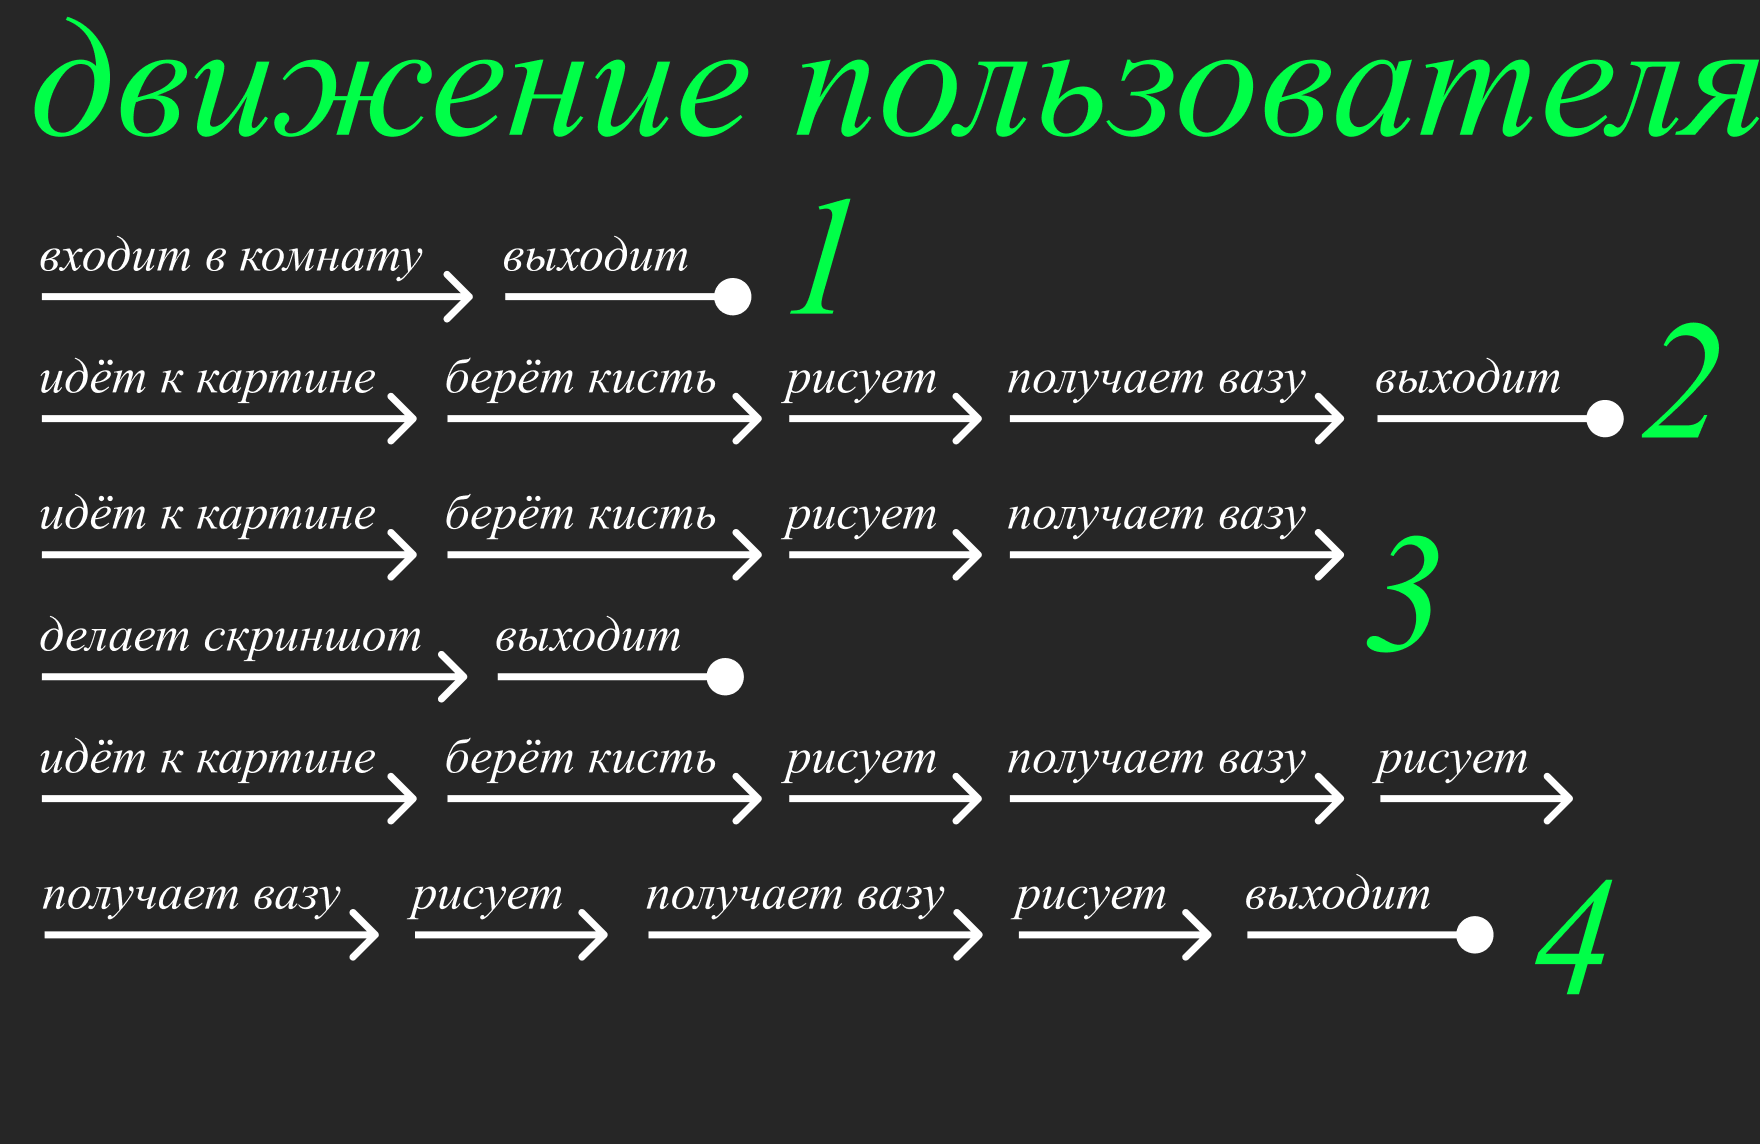 движение пользователя
входит в комнату выходит 1
идёт к картине берёт кисть рисует получает вазу выходит 2
идёт к картине берёт кисть рисует получает вазу
3
делает скриншот выходит
идёт к картине берёт кисть рисует получает вазу рисует
получает вазу рисует получает вазу рисует выходит 4